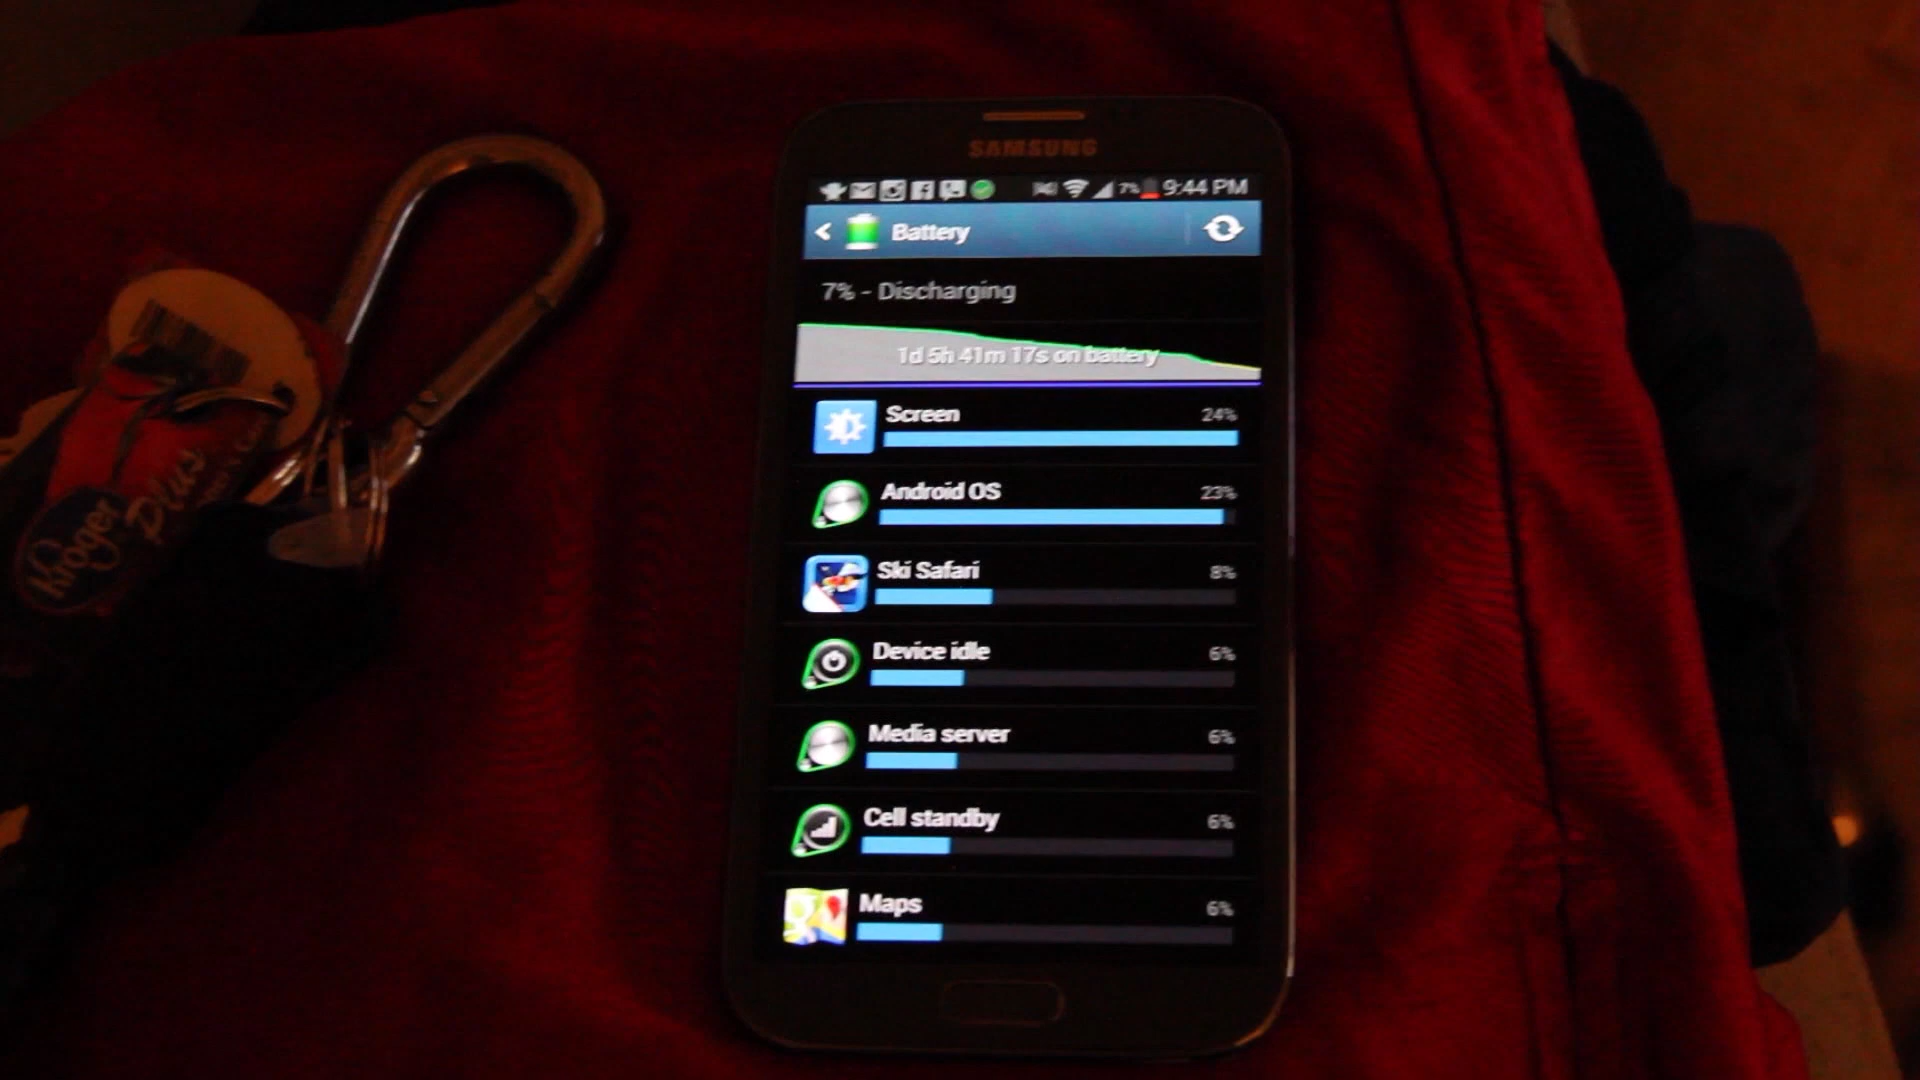 SAMSUNG
7% 9:44 PM
Battery
7% - Discharging
1d 5h 41m 17s on battery
Screen 24%
Android OS 23%
Ski Safari 8%
Device idle 6%
Media server 6%
Cell standby 6%
Maps 6%
Kroger
Plus